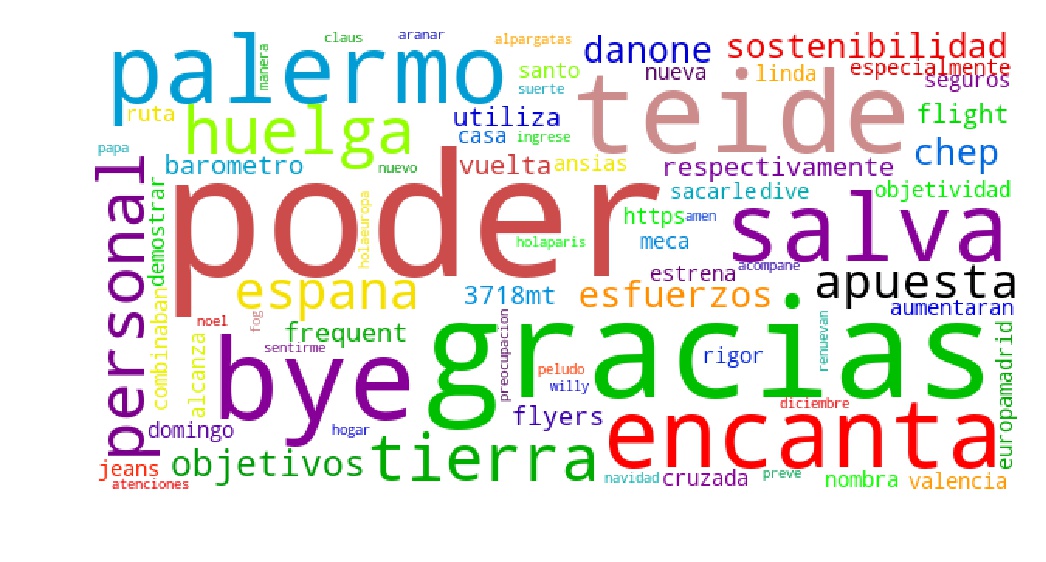 claus
aranar
alpargatas
palermo
manera
danone
sostenibilidad
santo
nueva
linda
especialmente
seguros
suerte
teide
ruta
huelga
utiliza
flight
casa
ingrese
papa
barometro
nuevo
vuelta
ansias
respectivamente
chep
personal
demostrar
poder
holaeuropa
sacarle
dive
objetividad
https
amen
salva
holaparis
meca
estrena
acompane
apuesta
espana
3718mt
esfuerzos
aumentaran
combinaban
noel
fog
frequent
gracias
preocupacion
renuevan
europamadrid
alcanza
sentirme
bye
rigor
peludo
willy
diciembre
domingo
hogar
flyers
encanta
jeans
objetivos
tierra
atenciones
navidad
cruzada
preve
nombra
valencia